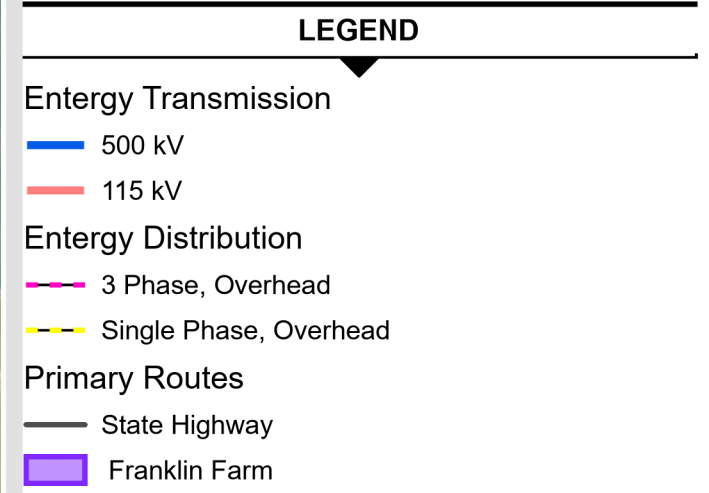 LEGEND
Entergy Transmission
500 kV
115 kV
Entergy Distribution
3 Phase, Overhead
Single Phase, Overhead
Primary Routes
State Highway
Franklin Farm